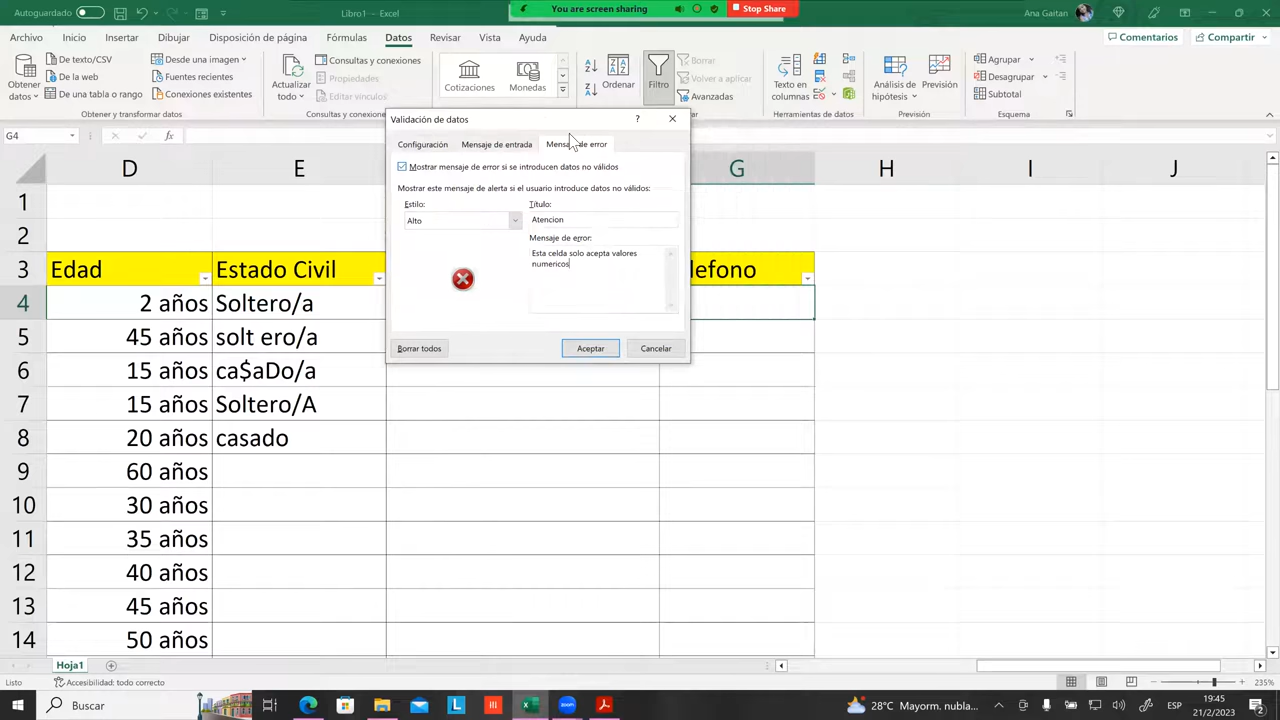 Autoguardado
Libro1 - Excel
You are screen sharing
Stop Share
Ana Gaitan
Archivo Inicio Insertar Dibujar Disposición de página Fórmulas Datos Revisar Vista Ayuda
Comentarios
Compartir
Obtener datos
De texto/CSV
De la web
De una tabla o rango
Desde una imagen
Fuentes recientes
Conexiones existentes
Actualizar todo
Consultas y conexiones
Propiedades
Editar vínculos
Cotizaciones
Monedas
Ordenar
Filtro
Borrar
Volver a aplicar
Avanzadas
Texto en columnas
Análisis de hipótesis
Previsión
Agrupar
Desagrupar
Subtotal
Obtener y transformar datos
Consultas y conex
Herramientas de datos
Previsión
Esquema
Validación de datos
?
Configuración Mensaje de entrada Mensaje de error
Mostrar mensaje de error si se introducen datos no válidos
Mostrar este mensaje de alerta si el usuario introduce datos no válidos:
Estilo:
Alto
Título:
Atencion
Mensaje de error:
Esta celda solo acepta valores
numericos
Borrar todos
Aceptar
Cancelar
G4
fx
D E G H I J
1
2
3 Edad Estado Civil lefono
4 2 años Soltero/a
5 45 años solt ero/a
6 15 años ca$aDo/a
7 15 años Soltero/A
8 20 años casado
9 60 años
10 30 años
11 35 años
12 40 años
13 45 años
14 50 años
Hoja1
Listo
Accesibilidad: todo correcto
235%
Buscar
28°C Mayorm. nubla...
ESP
19:45
21/2/2023